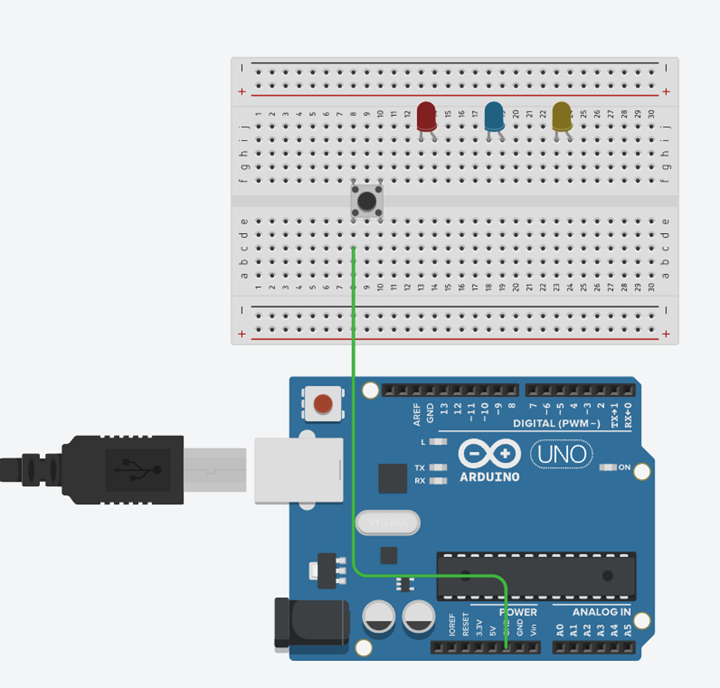 − −
+ +
1 2 3 4 5 6 7 8 9 10 11 12 13 14 15 16 17 18 19 20 21 22 23 24 25 26 27 28 29 30
j j
i i
h h
g g
f f
e e
d d
c c
b b
a a
1 2 3 4 5 6 7 8 9 10 11 12 13 14 15 16 17 18 19 20 21 22 23 24 25 26 27 28 29 30
− −
+ +
AREF GND 13 12 ~11 ~10 ~9 8 7 ~6 ~5 ~4 ~3 2 TX→1 RX←0
DIGITAL (PWM~)
L
TX
RX
UNO
ARDUINO
ON
POWER ANALOG IN
IOREF RESET 3.3V 5V GND GND Vin A0 A1 A2 A3 A4 A5